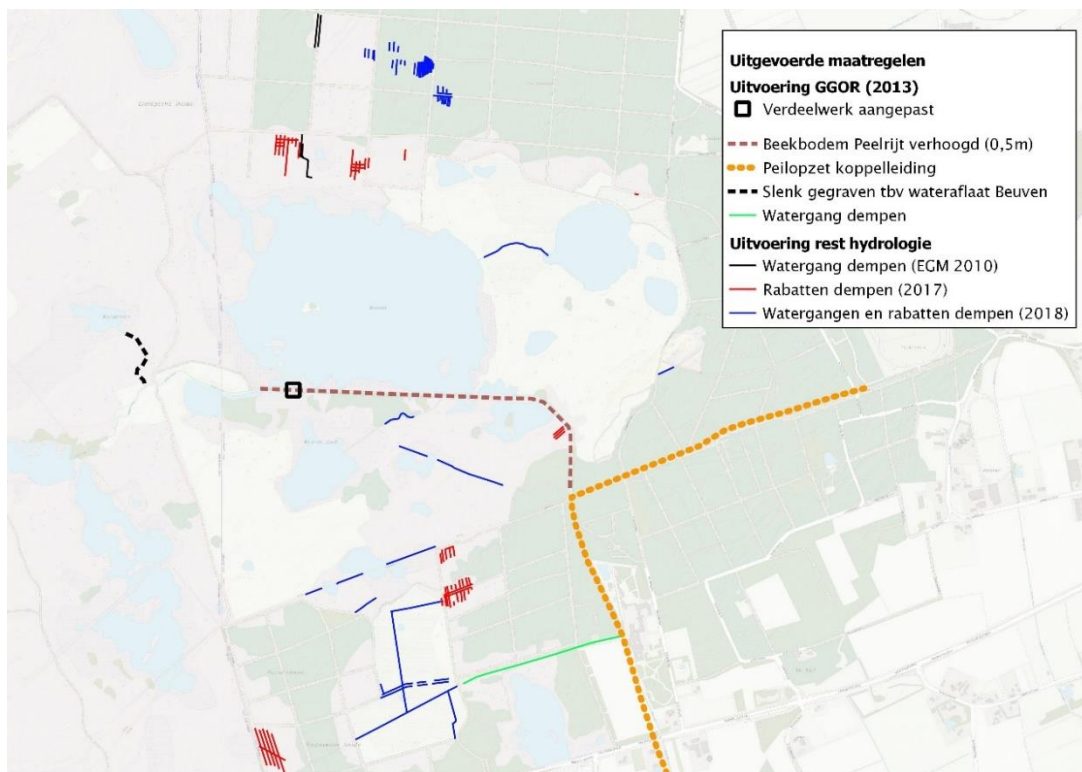 Uitgevoerde maatregelen
Uitvoering GGOR (2013)
Verdeelwerk aangepast
Beekbodem Peelrijt verhoogd (0,5m)
Peilopzet koppelleiding
Slenk gegraven tbv wateraflaat Beuven
Watergang dempen
Uitvoering rest hydrologie
Watergang dempen (EGM 2010)
Rabatten dempen (2017)
Watergangen en rabatten dempen (2018)